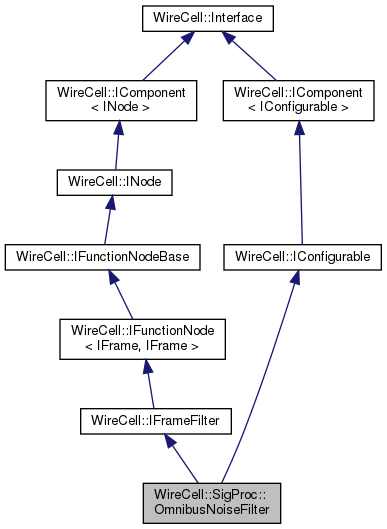 WireCell::Interface
WireCell::IComponent
< INode >
WireCell::IComponent
< IConfigurable >
WireCell::INode
WireCell::IFunctionNodeBase
WireCell::IConfigurable
WireCell::IFunctionNode
< IFrame, IFrame >
WireCell::IFrameFilter
WireCell::SigProc::
OmnibusNoiseFilter